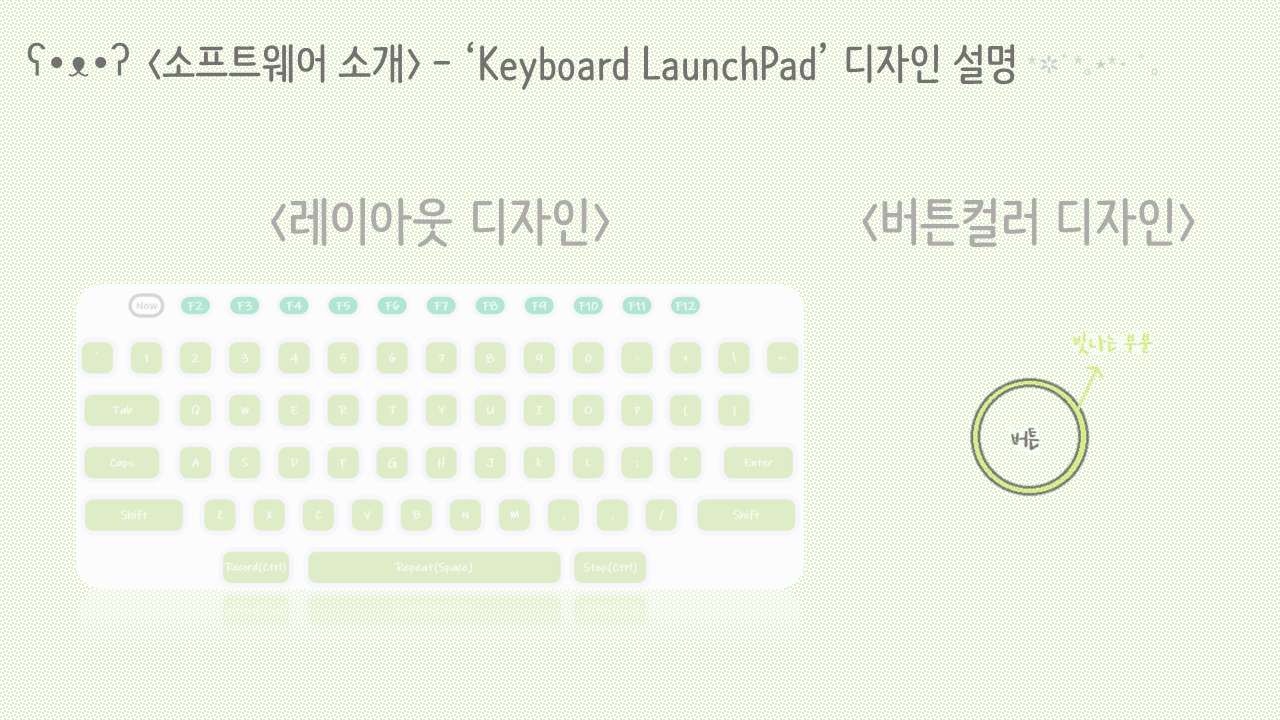 ʕ•ᴥ•ʔ <소프트웨어 소개> - ‘Keyboard LaunchPad’ 디자인 설명 *✲ﾟ*｡⋆*･ ﾟ｡
<레이아웃 디자인>
<버튼컬러 디자인>
Now F2 F3 F4 F5 F6 F7 F8 F9 F10 F11 F12
` 1 2 3 4 5 6 7 8 9 0 - + \ ←
Tab Q W E R T Y U I O P [ ]
Caps A S D F G H J K L ; " Enter
Shift Z X C V B N M , . / Shift
Record(Ctrl) Repeat(Space) Stop(Ctrl)
빛나는 부분
버튼